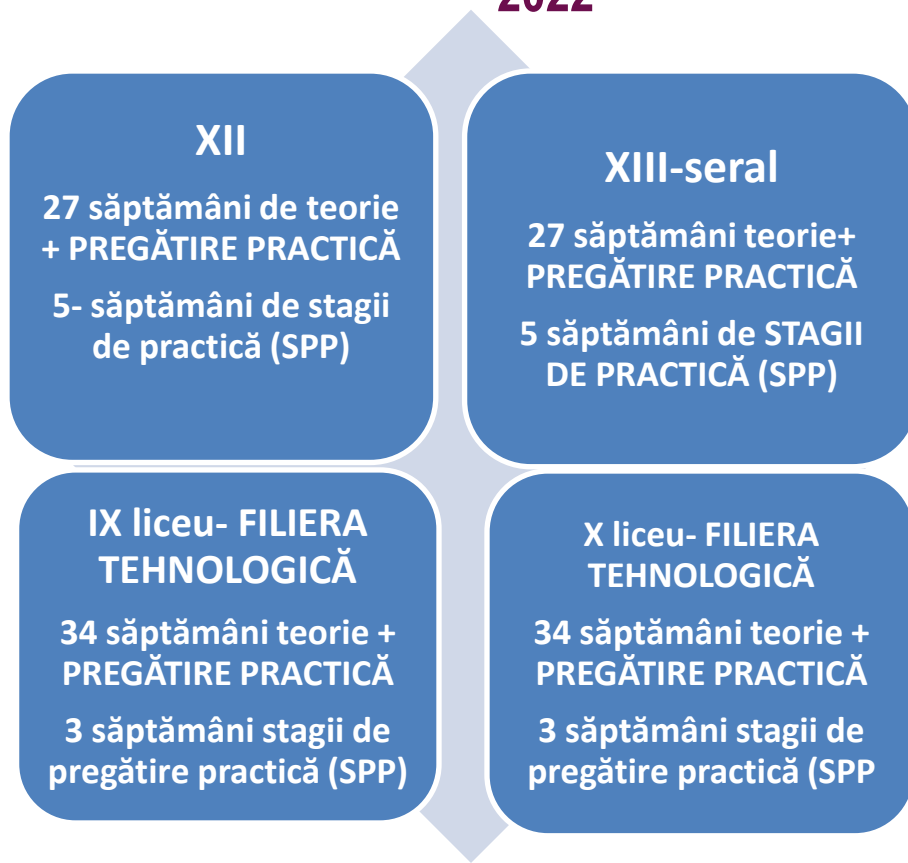 2022
XII
27 săptămâni de teorie
+ PREGĂTIRE PRACTICĂ
5- săptămâni de stagii
de practică (SPP)
XIII-seral
27 săptămâni teorie+
PREGĂTIRE PRACTICĂ
5 săptămâni de STAGII
DE PRACTICĂ (SPP)
IX liceu- FILIERA
TEHNOLOGICĂ
34 săptămâni teorie +
PREGĂTIRE PRACTICĂ
3 săptămâni stagii de
pregătire practică (SPP)
X liceu- FILIERA
TEHNOLOGICĂ
34 săptămâni teorie +
PREGĂTIRE PRACTICĂ
3 săptămâni stagii de
pregătire practică (SPP